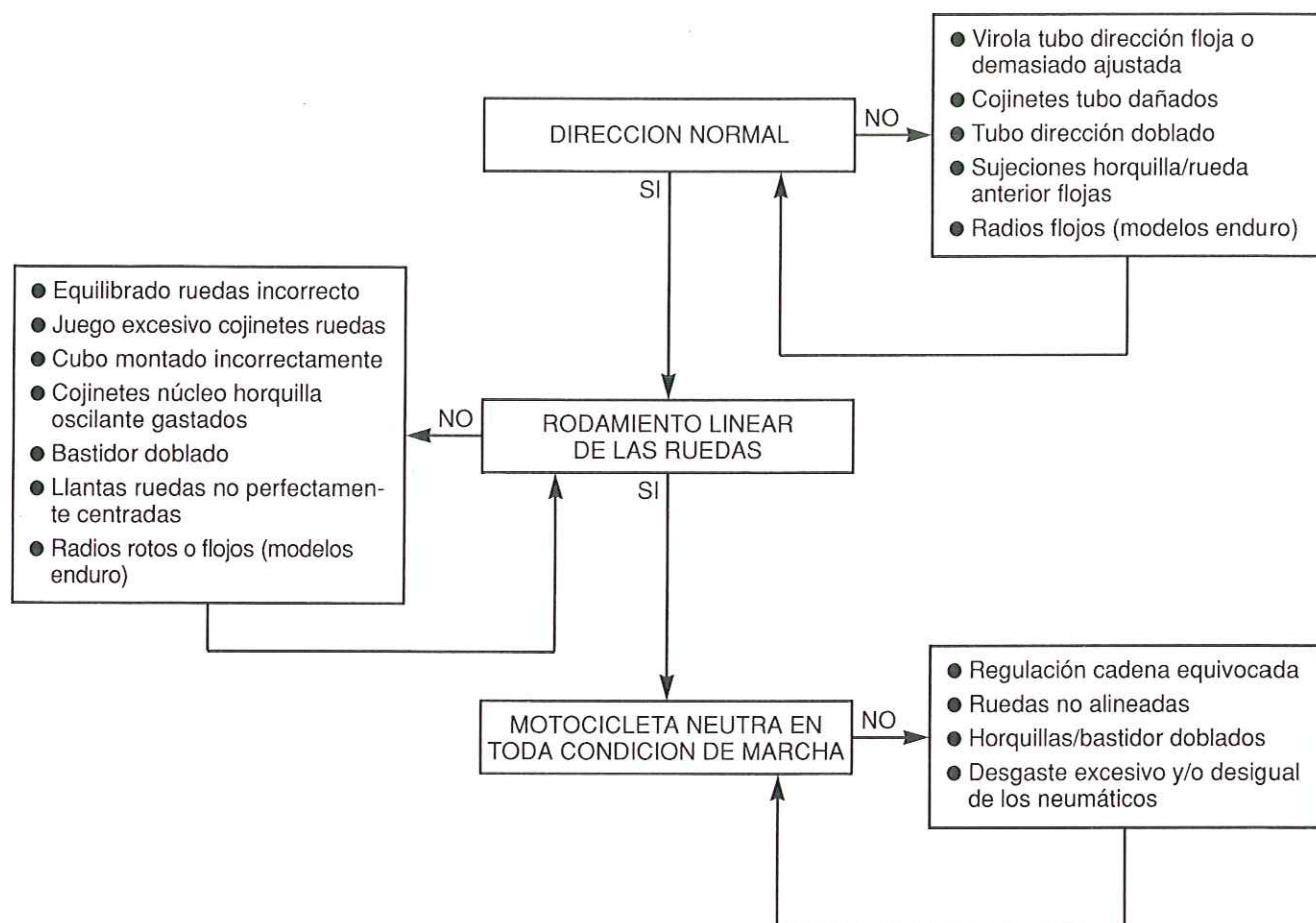 DIRECCION NORMAL
NO
● Virola tubo dirección floja o
demasiado ajustada
● Cojinetes tubo dañados
● Tubo dirección doblado
● Sujeciones horquilla/rueda
anterior flojas
● Radios flojos (modelos enduro)
SI
● Equilibrado ruedas incorrecto
● Juego excesivo cojinetes ruedas
● Cubo montado incorrectamente
● Cojinetes núcleo horquilla
oscilante gastados
● Bastidor doblado
● Llantas ruedas no perfectamen-
te centradas
● Radios rotos o flojos (modelos
enduro)
NO
RODAMIENTO LINEAR
DE LAS RUEDAS
SI
MOTOCICLETA NEUTRA EN
TODA CONDICION DE MARCHA
NO
● Regulación cadena equivocada
● Ruedas no alineadas
● Horquillas/bastidor doblados
● Desgaste excesivo y/o desigual
de los neumáticos